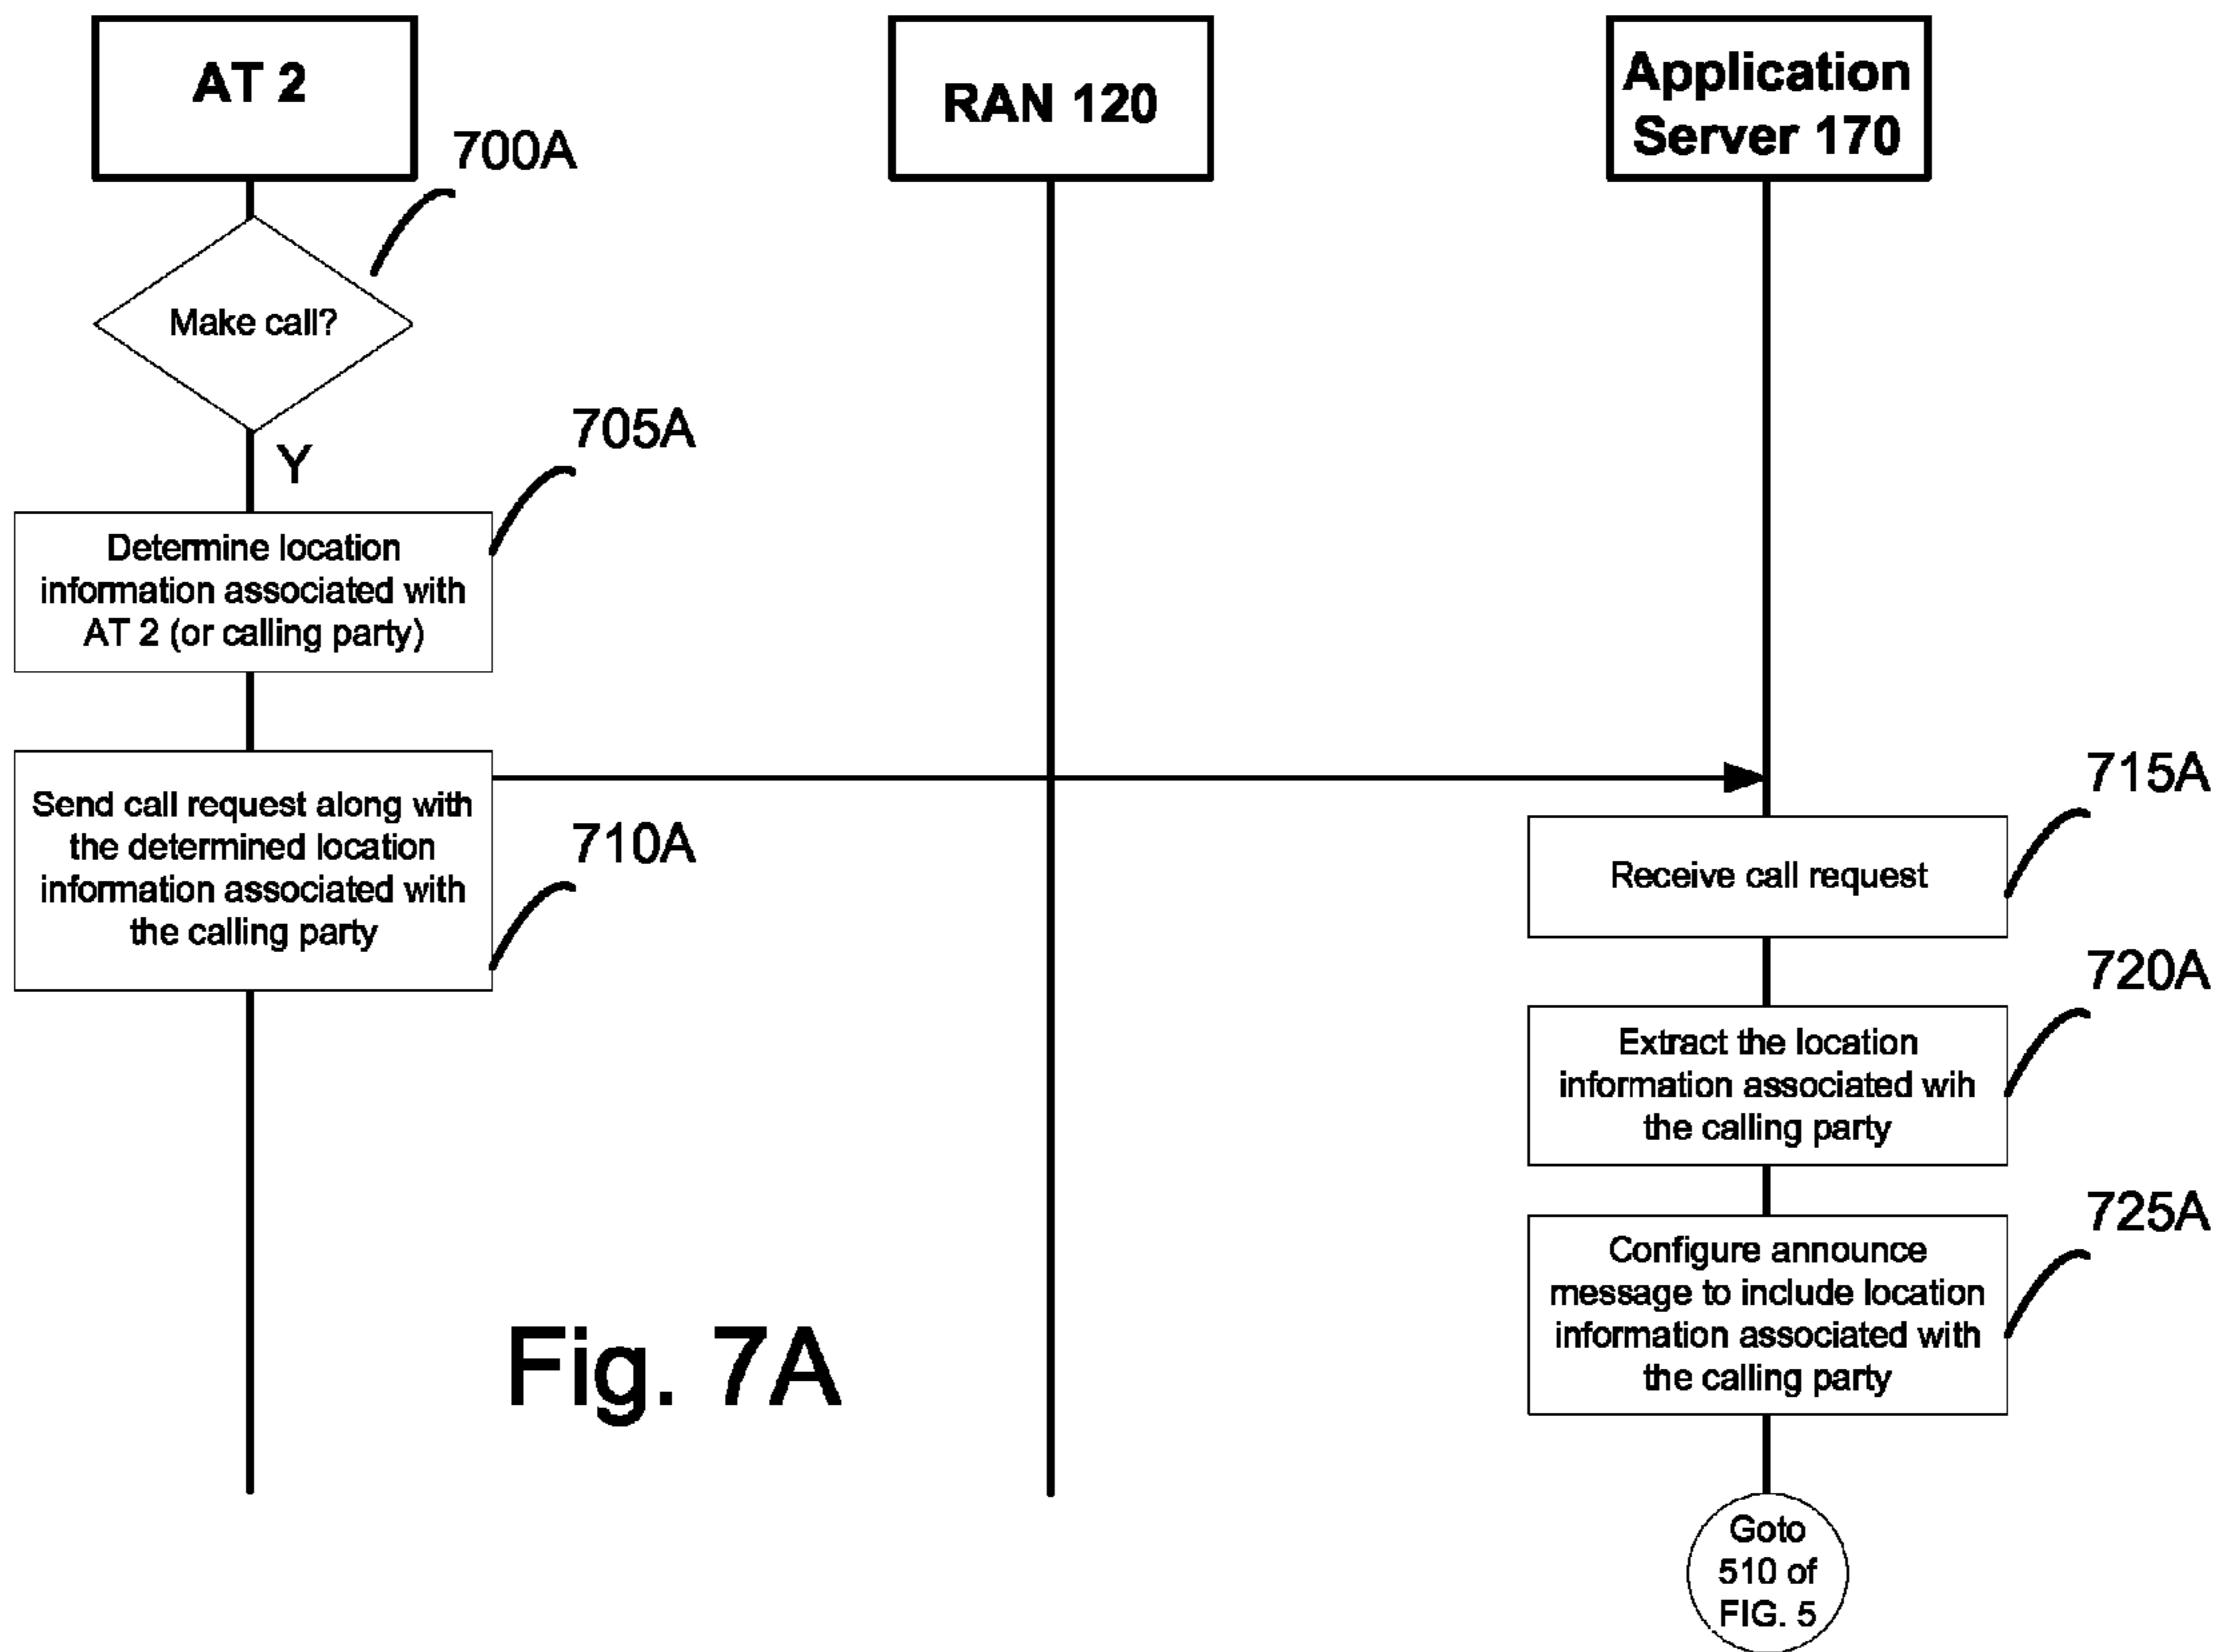 AT 2
RAN 120
Application
Server 170
700A
Make call?
Y
705A
Determine location
information associated with
AT 2 (or calling party)
Send call request along with
the determined location
information associated with
the calling party
710A
715A
Receive call request
720A
Extract the location
information associated wih
the calling party
725A
Configure announce
message to include location
information associated with
the calling party
Fig. 7A
Goto
510 of
FIG. 5